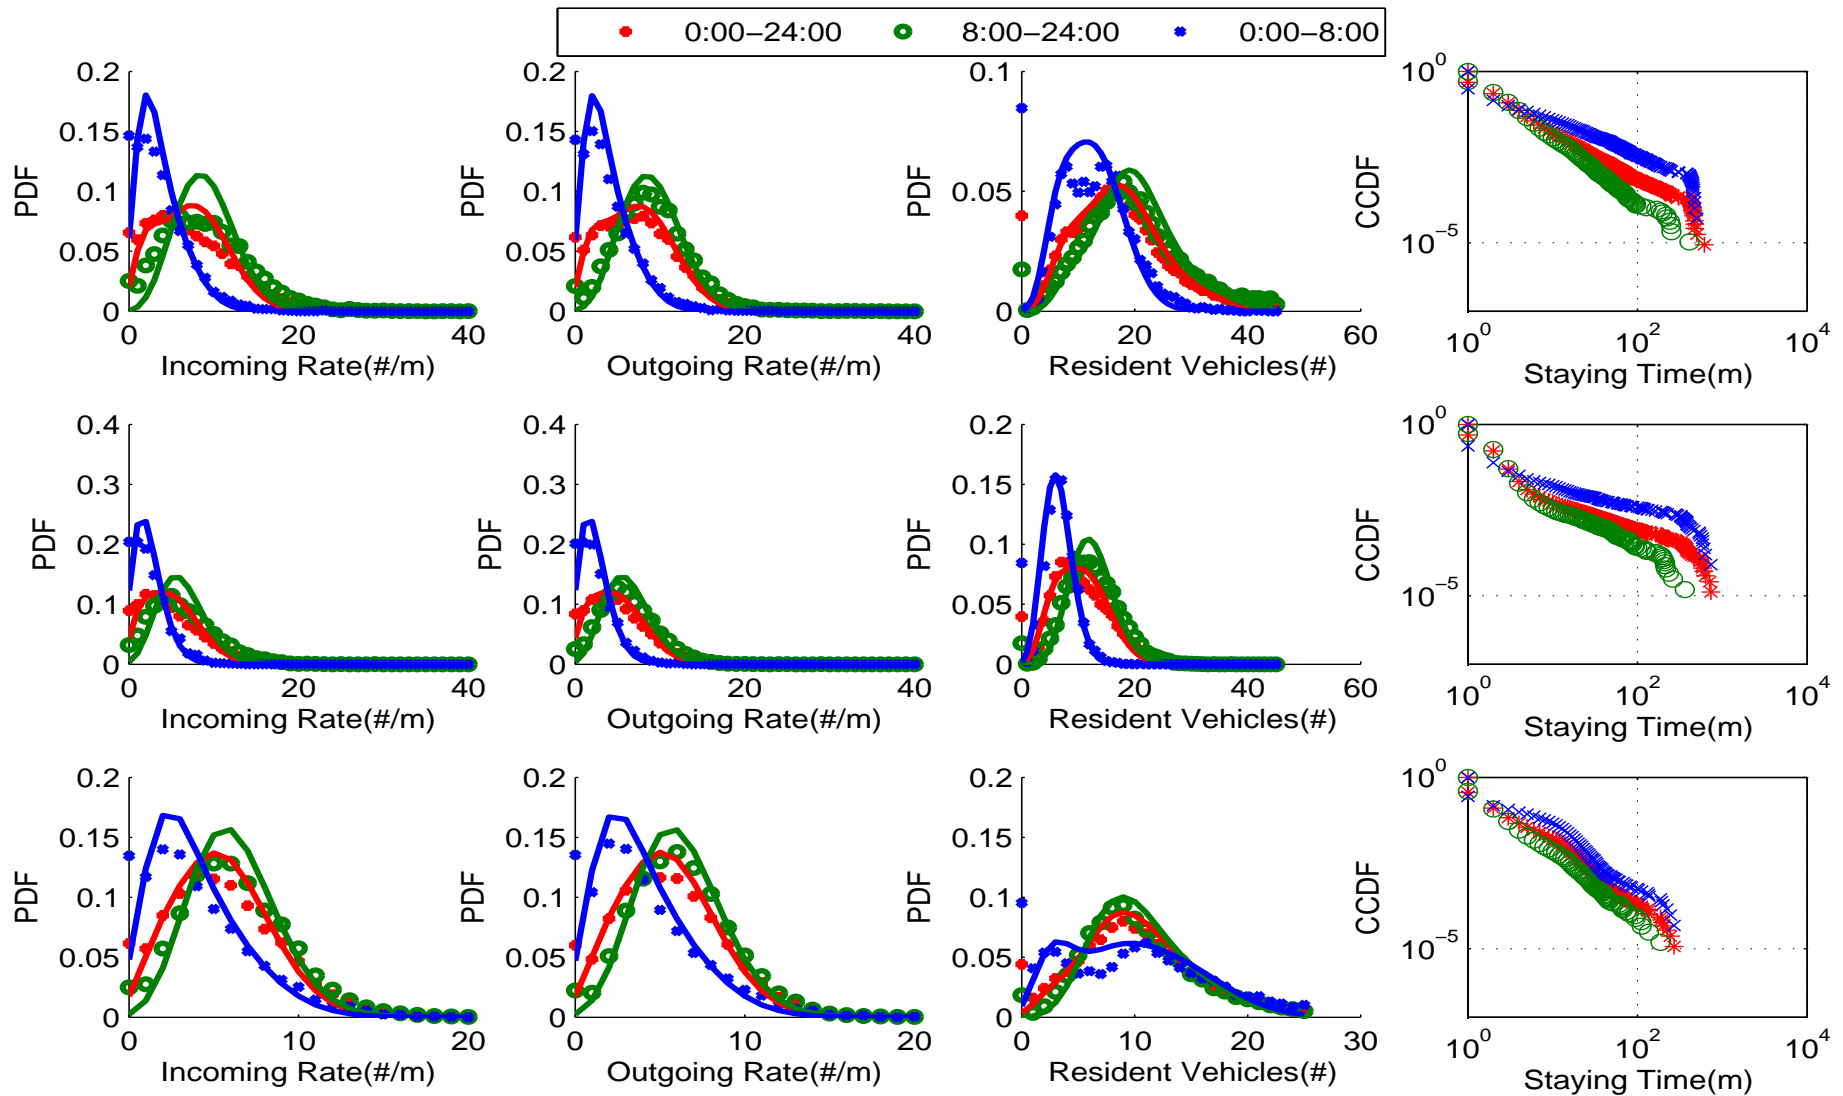 0:00−24:00 8:00−24:00 0:00−8:00
0.2 0.15 0.1 0.05 0
PDF
0 20 40
Incoming Rate(#/m)
0.2 0.15 0.1 0.05 0
PDF
0 20 40
Outgoing Rate(#/m)
0.1 0.05 0
PDF
0 20 40 60
Resident Vehicles(#)
10^0 10^−5
CCDF
10^0 10^2 10^4
Staying Time(m)
0.4 0.3 0.2 0.1 0
PDF
0 20 40
Incoming Rate(#/m)
0.4 0.3 0.2 0.1 0
PDF
0 20 40
Outgoing Rate(#/m)
0.2 0.15 0.1 0.05 0
PDF
0 20 40 60
Resident Vehicles(#)
10^0 10^−5
CCDF
10^0 10^2 10^4
Staying Time(m)
0.2 0.15 0.1 0.05 0
PDF
0 10 20
Incoming Rate(#/m)
0.2 0.15 0.1 0.05 0
PDF
0 10 20
Outgoing Rate(#/m)
0.2 0.15 0.1 0.05 0
PDF
0 10 20 30
Resident Vehicles(#)
10^0 10^−5
CCDF
10^0 10^2 10^4
Staying Time(m)